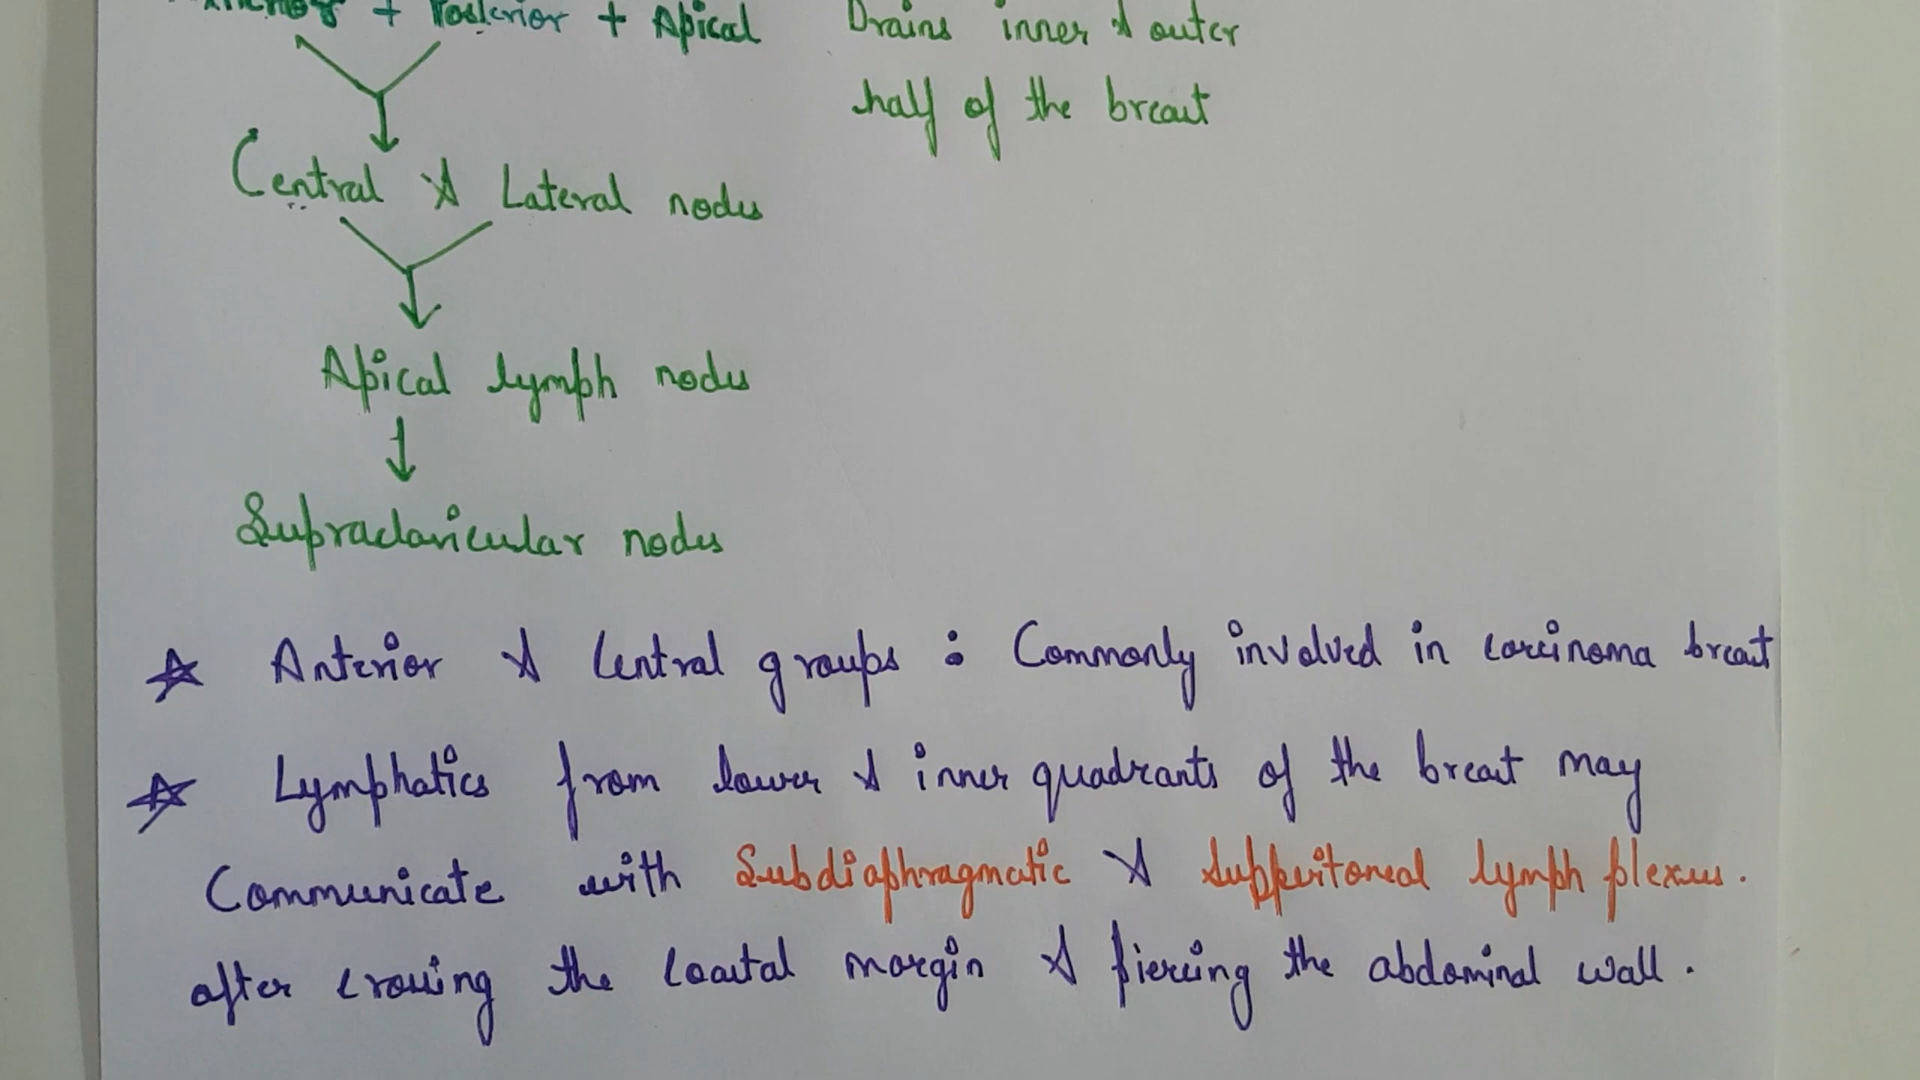 Posterior + Apical Drains inner & outer
half of the breast
Central & Lateral nodes
Apical lymph nodes
Supraclavicular nodes
Anterior & Central groups : Commonly involved in carcinoma breast
Lymphatics from lower & inner quadrants of the breast may
Communicate with Subdiaphragmatic & Subperitoneal lymph plexus.
after crossing the Coastal margin & piercing the abdominal wall.